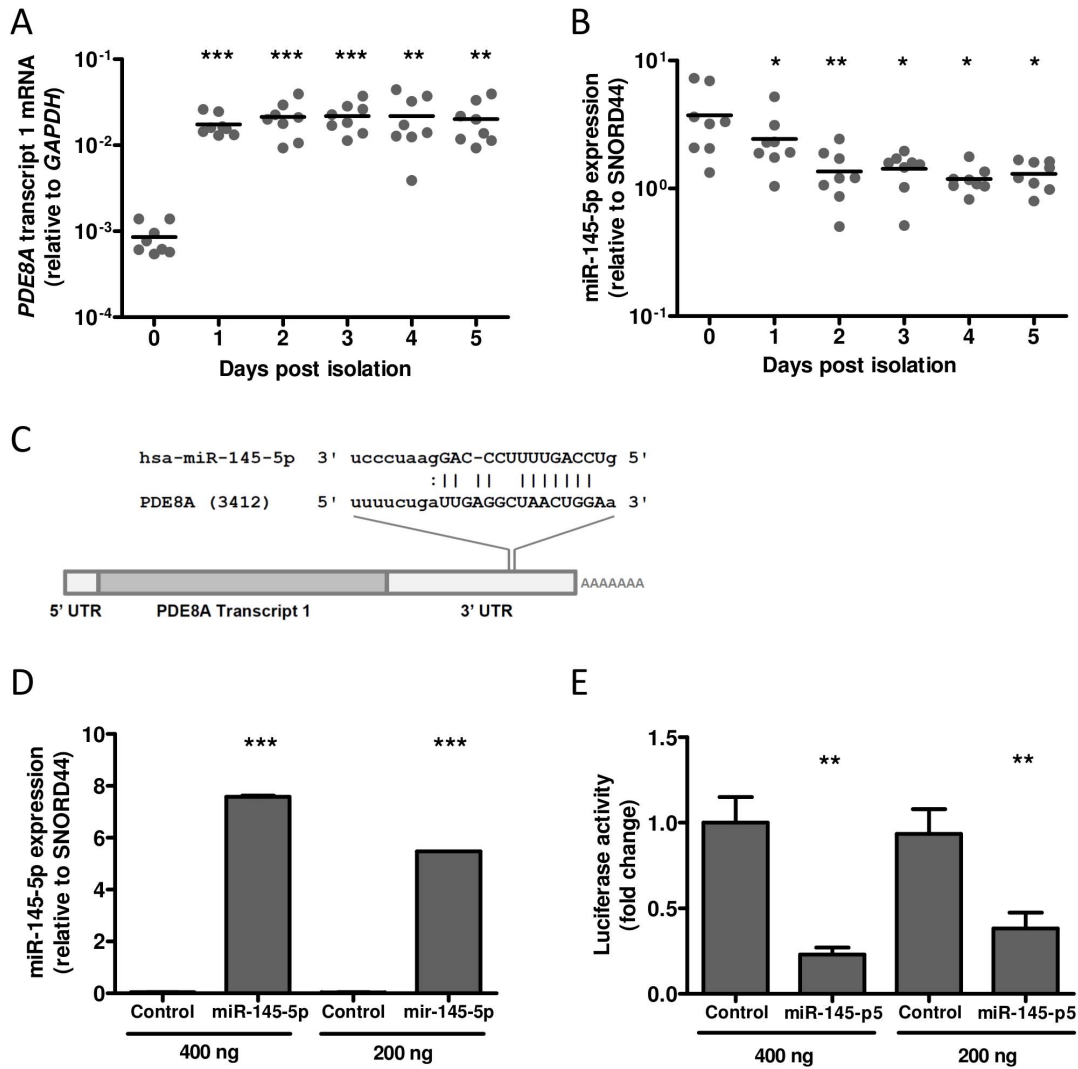 A
PDE8A transcript 1 mRNA
(relative to GAPDH)
10-1
10-2
10-3
10-4
*** *** *** ** **
0 1 2 3 4 5
Days post isolation
B
miR-145-5p expression
(relative to SNORD44)
101
100
10-1
* ** * * *
0 1 2 3 4 5
Days post isolation
C
hsa-miR-145-5p 3' ucccuaagGAC-CCUUUUGACCUg 5'
:|| || |||||||
PDE8A (3412) 5' uuuucugaUUGAGGCUAACUGGAa 3'
AAAAAAA
5' UTR PDE8A Transcript 1 3' UTR
D
miR-145-5p expression
(relative to SNORD44)
10
8
6
4
2
0
*** ***
Control miR-145-5p Control mir-145-5p
400 ng 200 ng
E
Luciferase activity
(fold change)
1.5
1.0
0.5
0.0
** **
Control miR-145-p5 Control miR-145-p5
400 ng 200 ng